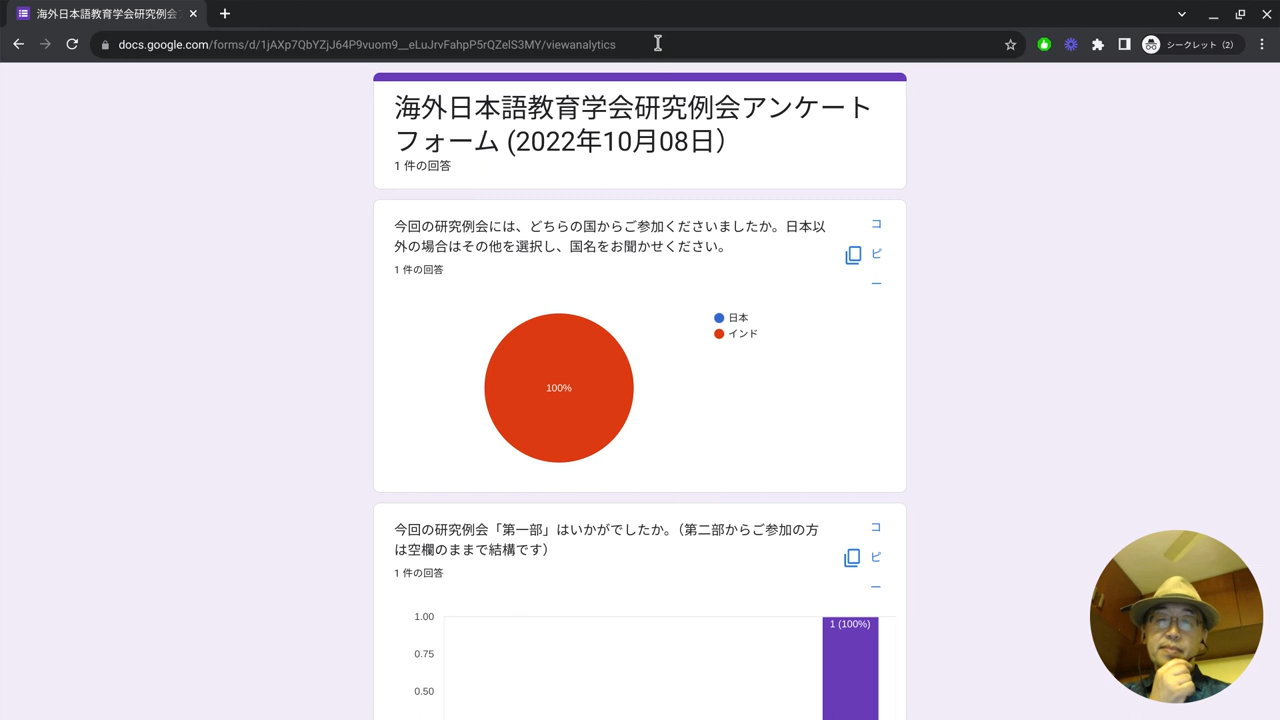 海外日本語教育学会研究例会
docs.google.com/forms/d/1jAXp7QbYZjJ64P9vuom9__eLuJrvFahpP5rQZelS3MY/viewanalytics
シークレット (2)
海外日本語教育学会研究例会アンケート
フォーム (2022年10月08日)
1 件の回答
今回の研究例会には、どちらの国からご参加くださいましたか。日本以
外の場合はその他を選択し、国名をお聞かせください。
コピー
1 件の回答
日本
インド
100%
今回の研究例会「第一部」はいかがでしたか。(第二部からご参加の方
は空欄のままで結構です)
コピー
1 件の回答
1.00
1 (100%)
0.75
0.50